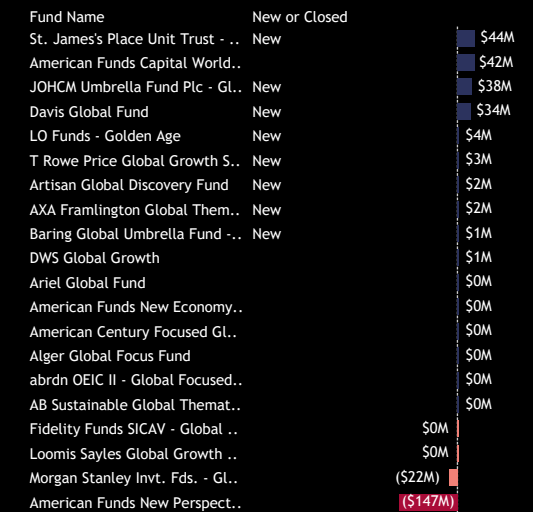 Fund Name New or Closed
St. James's Place Unit Trust - .. New $44M
American Funds Capital World.. $42M
JOHCM Umbrella Fund Plc - Gl.. New $38M
Davis Global Fund New $34M
LO Funds - Golden Age New $4M
T Rowe Price Global Growth S.. New $3M
Artisan Global Discovery Fund New $2M
AXA Framlington Global Them.. New $2M
Baring Global Umbrella Fund -.. New $1M
DWS Global Growth $1M
Ariel Global Fund $0M
American Funds New Economy.. $0M
American Century Focused Gl.. $0M
Alger Global Focus Fund $0M
abrdn OEIC II - Global Focused.. $0M
AB Sustainable Global Themat.. $0M
Fidelity Funds SICAV - Global .. $0M
Loomis Sayles Global Growth .. $0M
Morgan Stanley Invt. Fds. - Gl.. ($22M)
American Funds New Perspect.. ($147M)